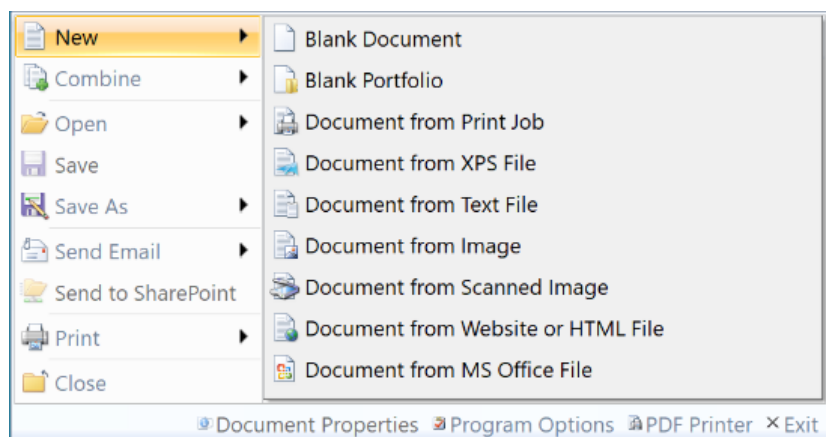 New
Combine
Open
Save
Save As
Send Email
Send to SharePoint
Print
Close
Blank Document
Blank Portfolio
Document from Print Job
Document from XPS File
Document from Text File
Document from Image
Document from Scanned Image
Document from Website or HTML File
Document from MS Office File
Document Properties Program Options PDF Printer Exit